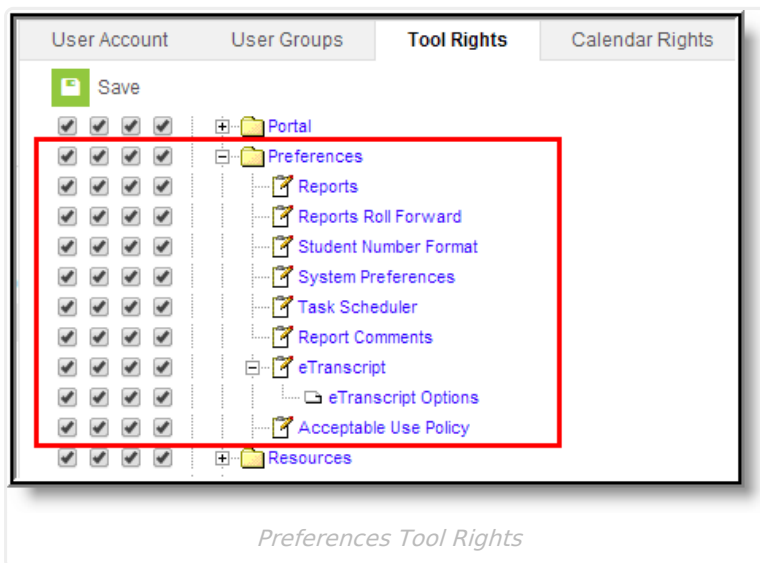 User Account User Groups Tool Rights Calendar Rights
Save
Portal
Preferences
Reports
Reports Roll Forward
Student Number Format
System Preferences
Task Scheduler
Report Comments
eTranscript
eTranscript Options
Acceptable Use Policy
Resources
Preferences Tool Rights